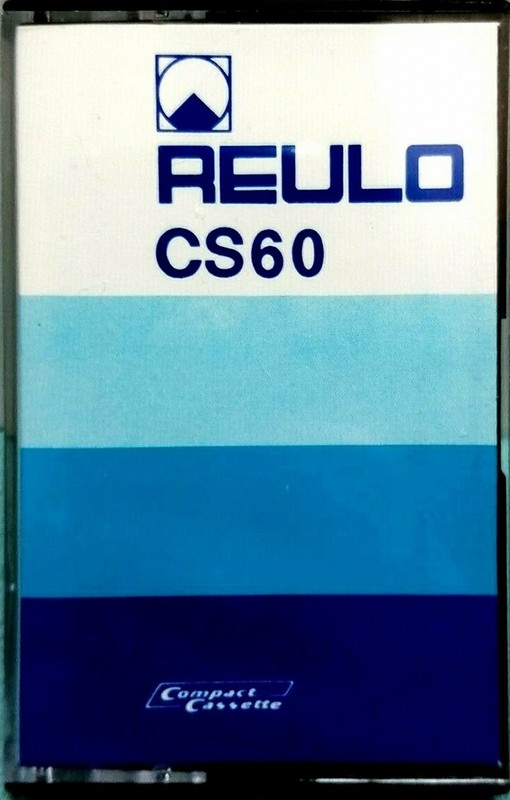 REULO
CS60
Compact
Cassette